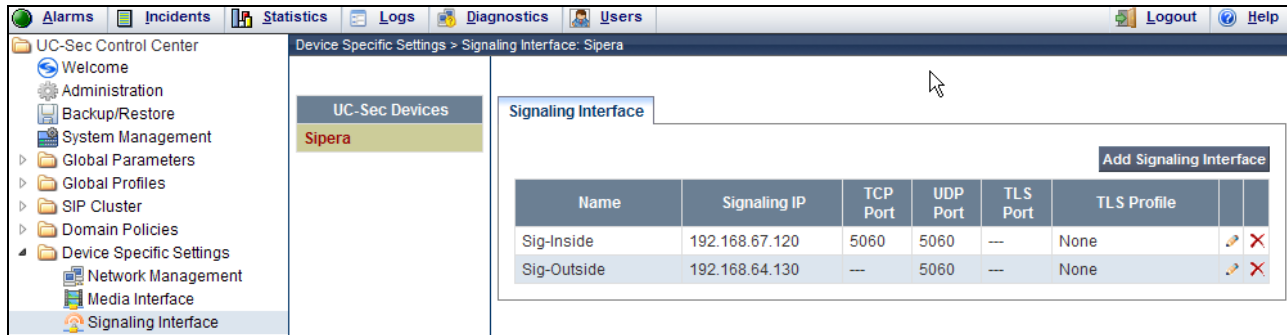 Alarms Incidents Statistics Logs Diagnostics Users Logout Help
UC-Sec Control Center
Welcome
Administration
Backup/Restore
System Management
Global Parameters
Global Profiles
SIP Cluster
Domain Policies
Device Specific Settings
Network Management
Media Interface
Signaling Interface
Device Specific Settings > Signaling Interface: Sipera
UC-Sec Devices
Sipera
Signaling Interface
Add Signaling Interface
Name Signaling IP TCP Port UDP Port TLS Port TLS Profile
Sig-Inside 192.168.67.120 5060 5060 --- None
Sig-Outside 192.168.64.130 --- 5060 --- None